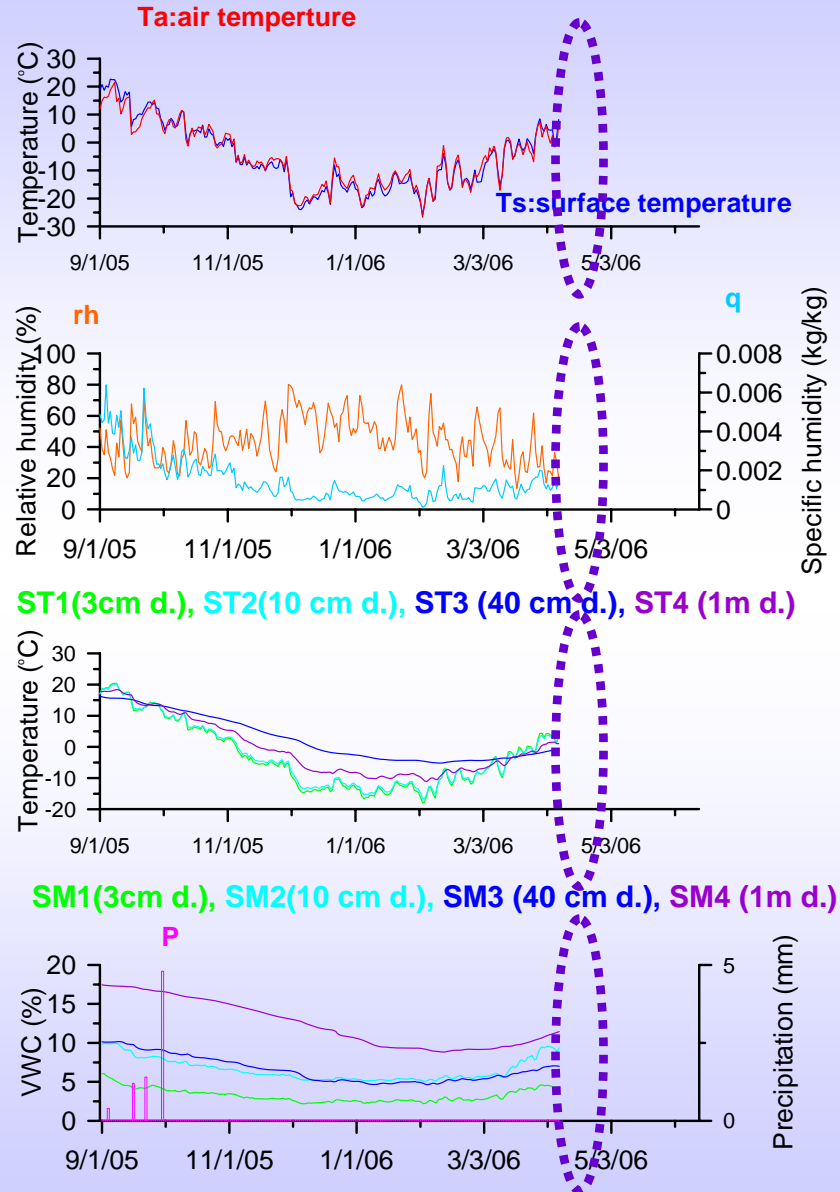 Ta:air temperture
Temperature (°C)
30
20
10
0
-10
-20
-30
Ts:surface temperature
9/1/05 11/1/05 1/1/06 3/3/06 5/3/06
rh
q
Relative humidity (%)
100
80
60
40
20
0
0.008
0.006
0.004
0.002
0
Specific humidity (kg/kg)
9/1/05 11/1/05 1/1/06 3/3/06 5/3/06
ST1(3cm d.), ST2(10 cm d.), ST3 (40 cm d.), ST4 (1m d.)
Temperature (°C)
30
20
10
0
-10
-20
9/1/05 11/1/05 1/1/06 3/3/06 5/3/06
SM1(3cm d.), SM2(10 cm d.), SM3 (40 cm d.), SM4 (1m d.)
P
VWC (%)
20
15
10
5
0
5
0
Precipitation (mm)
9/1/05 11/1/05 1/1/06 3/3/06 5/3/06